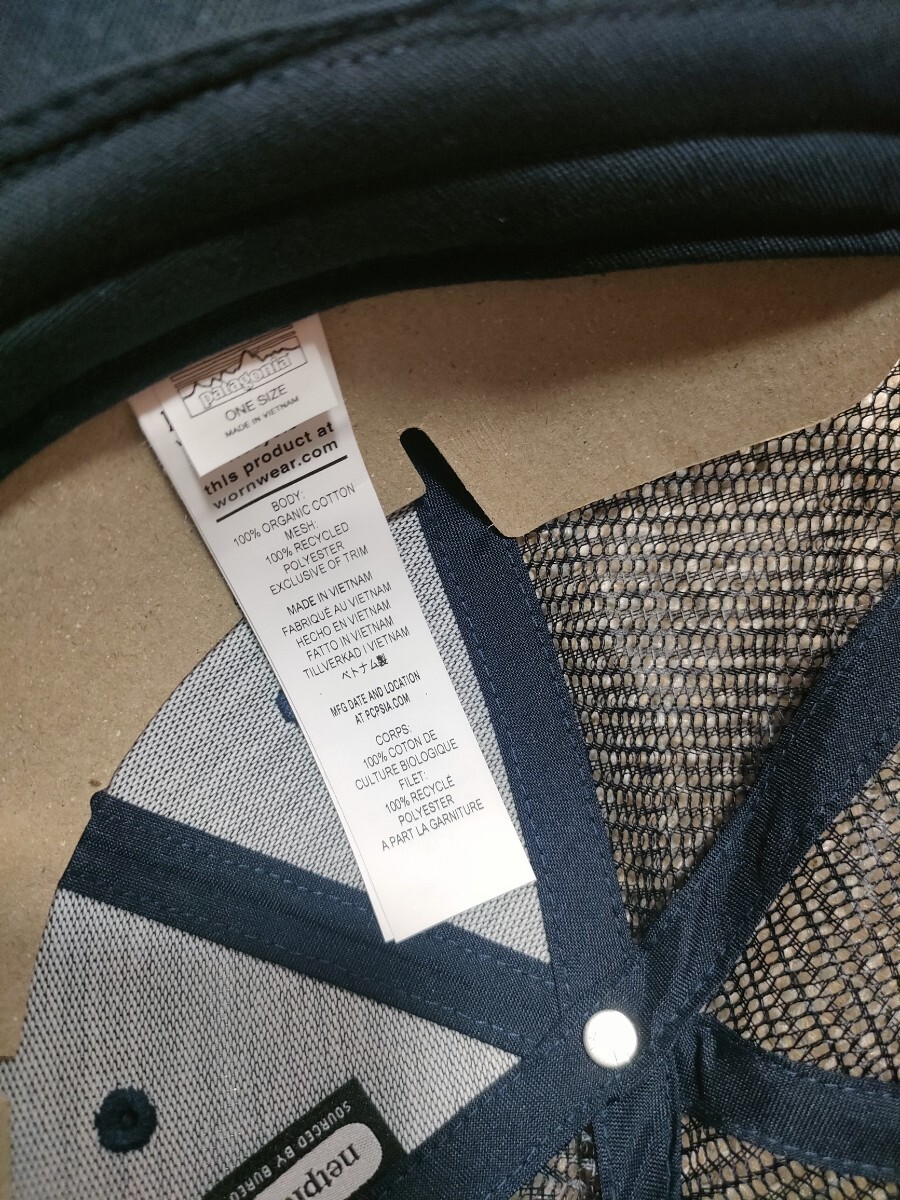 patagonia
ONE SIZE
MADE IN VIETNAM
this product at
wornwear.com
BODY:
100% ORGANIC COTTON
MESH:
100% RECYCLED
POLYESTER
EXCLUSIVE OF TRIM
MADE IN VIETNAM
FABRIQUE AU VIETNAM
HECHO EN VIETNAM
FATTO IN VIETNAM
TILLVERKAD I VIETNAM
ベトナム製
MFG DATE AND LOCATION
AT PCPSIA.COM
CORPS:
100% COTON DE
CULTURE BIOLOGIQUE
FILET:
100% RECYCLÉ
POLYESTER
A PART LA GARNITURE
SOURCED BY